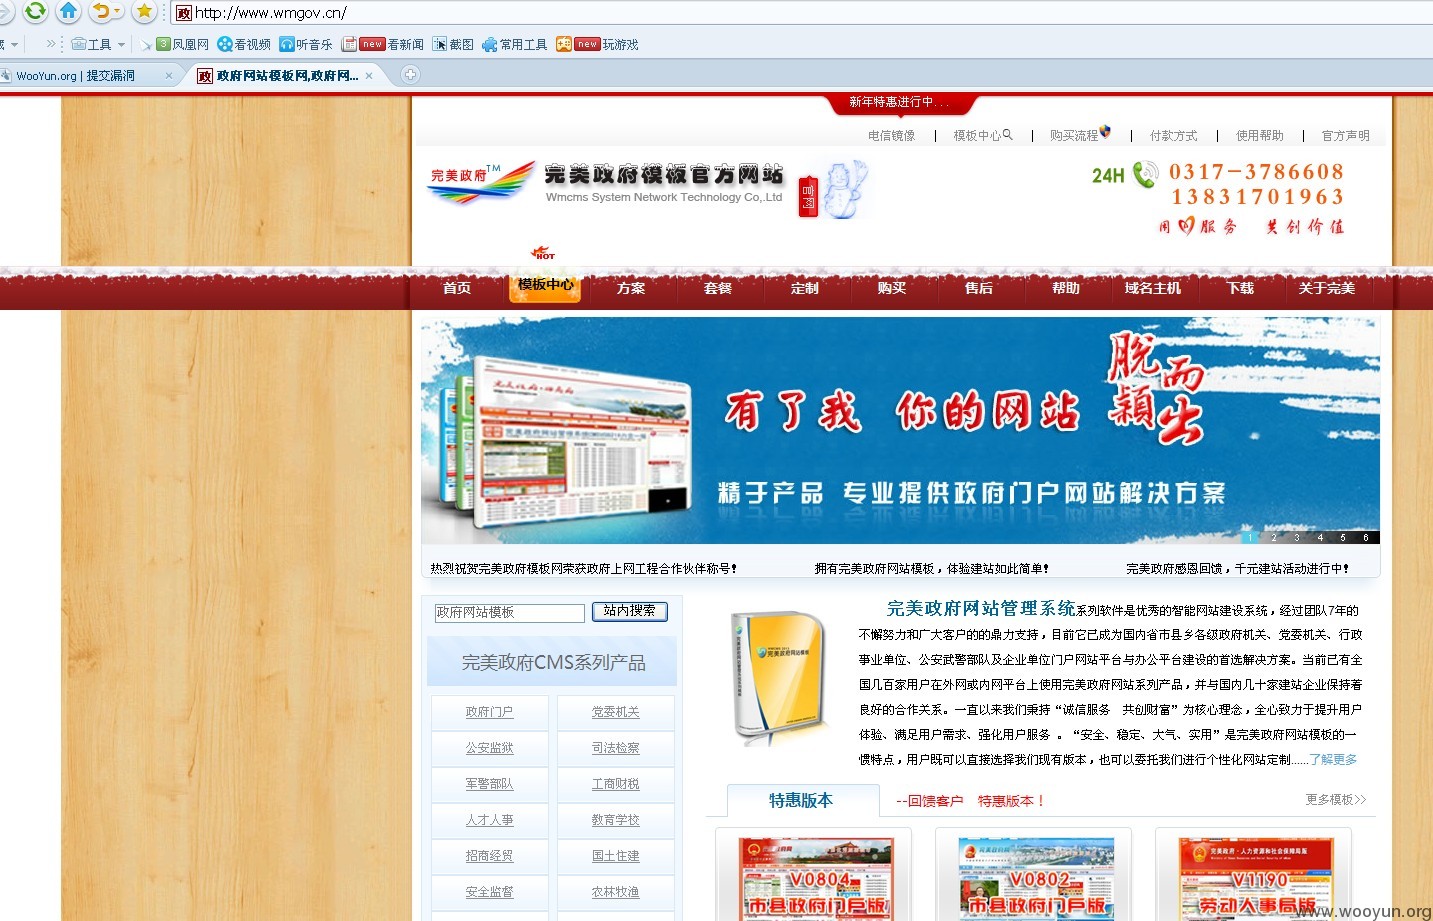 http://www.wmgov.cn/
工具
3 凤凰网
看视频
听音乐
new 看新闻
截图
常用工具
new 玩游戏
WooYun.org | 提交漏洞
政 政府网站模板网,政府网...
新年特惠进行中...
电信镜像 | 模板中心 | 购买流程 | 付款方式 | 使用帮助 | 官方声明
完美政府TM
完美政府模板官方网站
Wmcms System Network Technology Co,.Ltd
官网
24H
0317-3786608
13831701963
用 服务 共创价值
HOT
首页 模板中心 方案 套餐 定制 购买 售后 帮助 域名主机 下载 关于完美
有了我 你的网站
脱颖而出
精于产品 专业提供政府门户网站解决方案
1 2 3 4 5 6
热烈祝贺完美政府模板网荣获政府上网工程合作伙伴称号！
拥有完美政府网站模板，体验建站如此简单！
完美政府感恩回馈，千元建站活动进行中！
政府网站模板
站内搜索
完美政府CMS系列产品
政府门户 党委机关
公安监狱 司法检察
军警部队 工商财税
人才人事 教育学校
招商经贸 国土住建
安全监督 农林牧渔
完美政府网站管理系统系列软件是优秀的智能网站建设系统，经过团队7年的
不懈努力和广大客户的的鼎力支持，目前它已成为国内省市县乡各级政府机关、党委机关、行政
事业单位、公安武警部队及企业单位门户网站平台与办公平台建设的首选解决方案。当前已有全
国几百家用户在外网或内网平台上使用完美政府网站系列产品，并与国内几十家建站企业保持着
良好的合作关系。一直以来我们秉持“诚信服务 共创财富”为核心理念，全心致力于提升用户
体验、满足用户需求、强化用户服务 。“安全、稳定、大气、实用”是完美政府网站模板的一
惯特点，用户既可以直接选择我们现有版本，也可以委托我们进行个性化网站定制......了解更多
特惠版本
--回馈客户 特惠版本！
更多模板>>
V0804
市县政府门户版
V0802
市县政府门户版
完美政府·人力资源和社会保障局版
V1190
劳动人事局版
www.wooyun.org